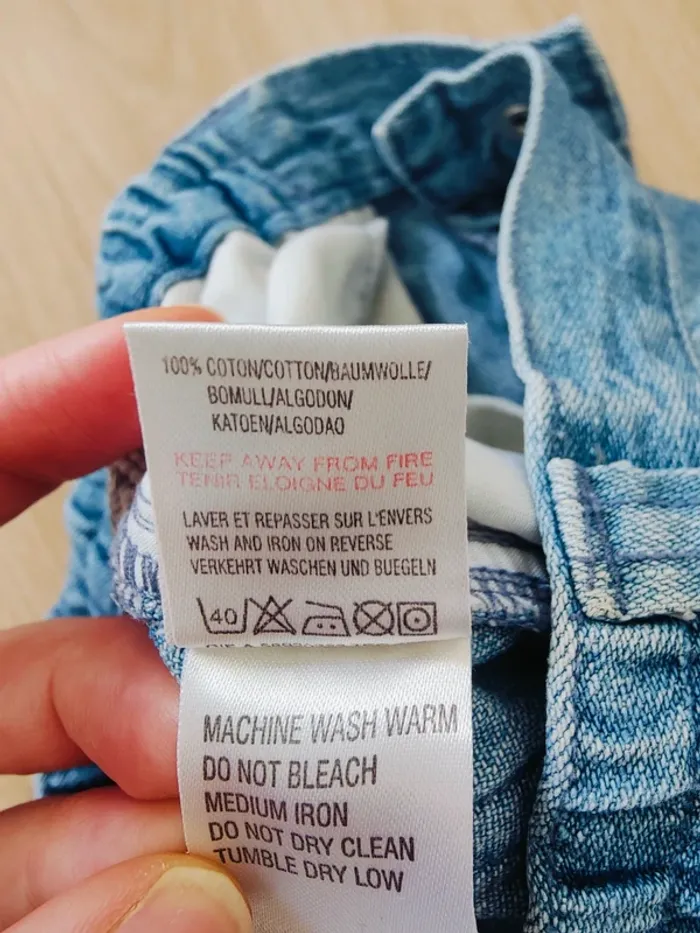 100% COTON/COTTON/BAUMWOLLE/
BOMULL/ALGODON/
KATOEN/ALGODAO
KEEP AWAY FROM FIRE
TENIR ELOIGNE DU FEU
LAVER ET REPASSER SUR L'ENVERS
WASH AND IRON ON REVERSE
VERKEHRT WASCHEN UND BUEGELN
40
MACHINE WASH WARM
DO NOT BLEACH
MEDIUM IRON
DO NOT DRY CLEAN
TUMBLE DRY LOW